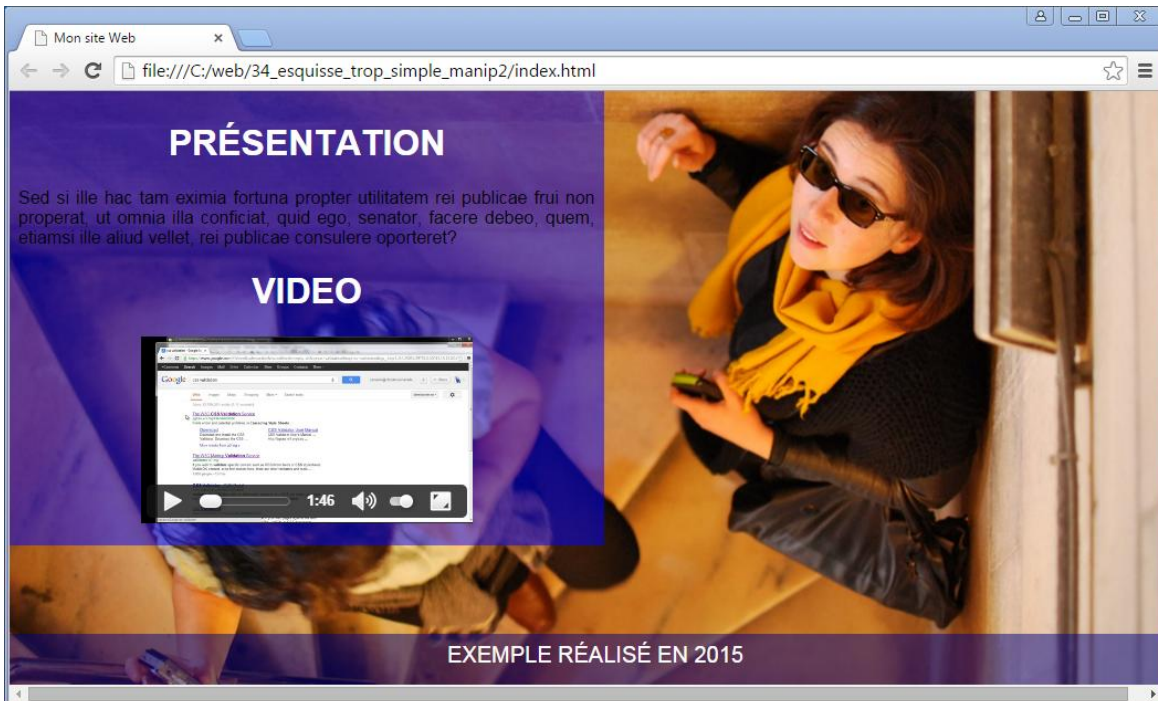 Mon site Web
file:///C:/web/34_esquisse_trop_simple_manip2/index.html
PRÉSENTATION
Sed si ille hac tam eximia fortuna propter utilitatem rei publicae frui non
properat, ut omnia illa conficiat, quid ego, senator, facere debeo, quem,
etiamsi ille aliud vellet, rei publicae consulere oporteret?
VIDEO
Google
1:46
EXEMPLE RÉALISÉ EN 2015